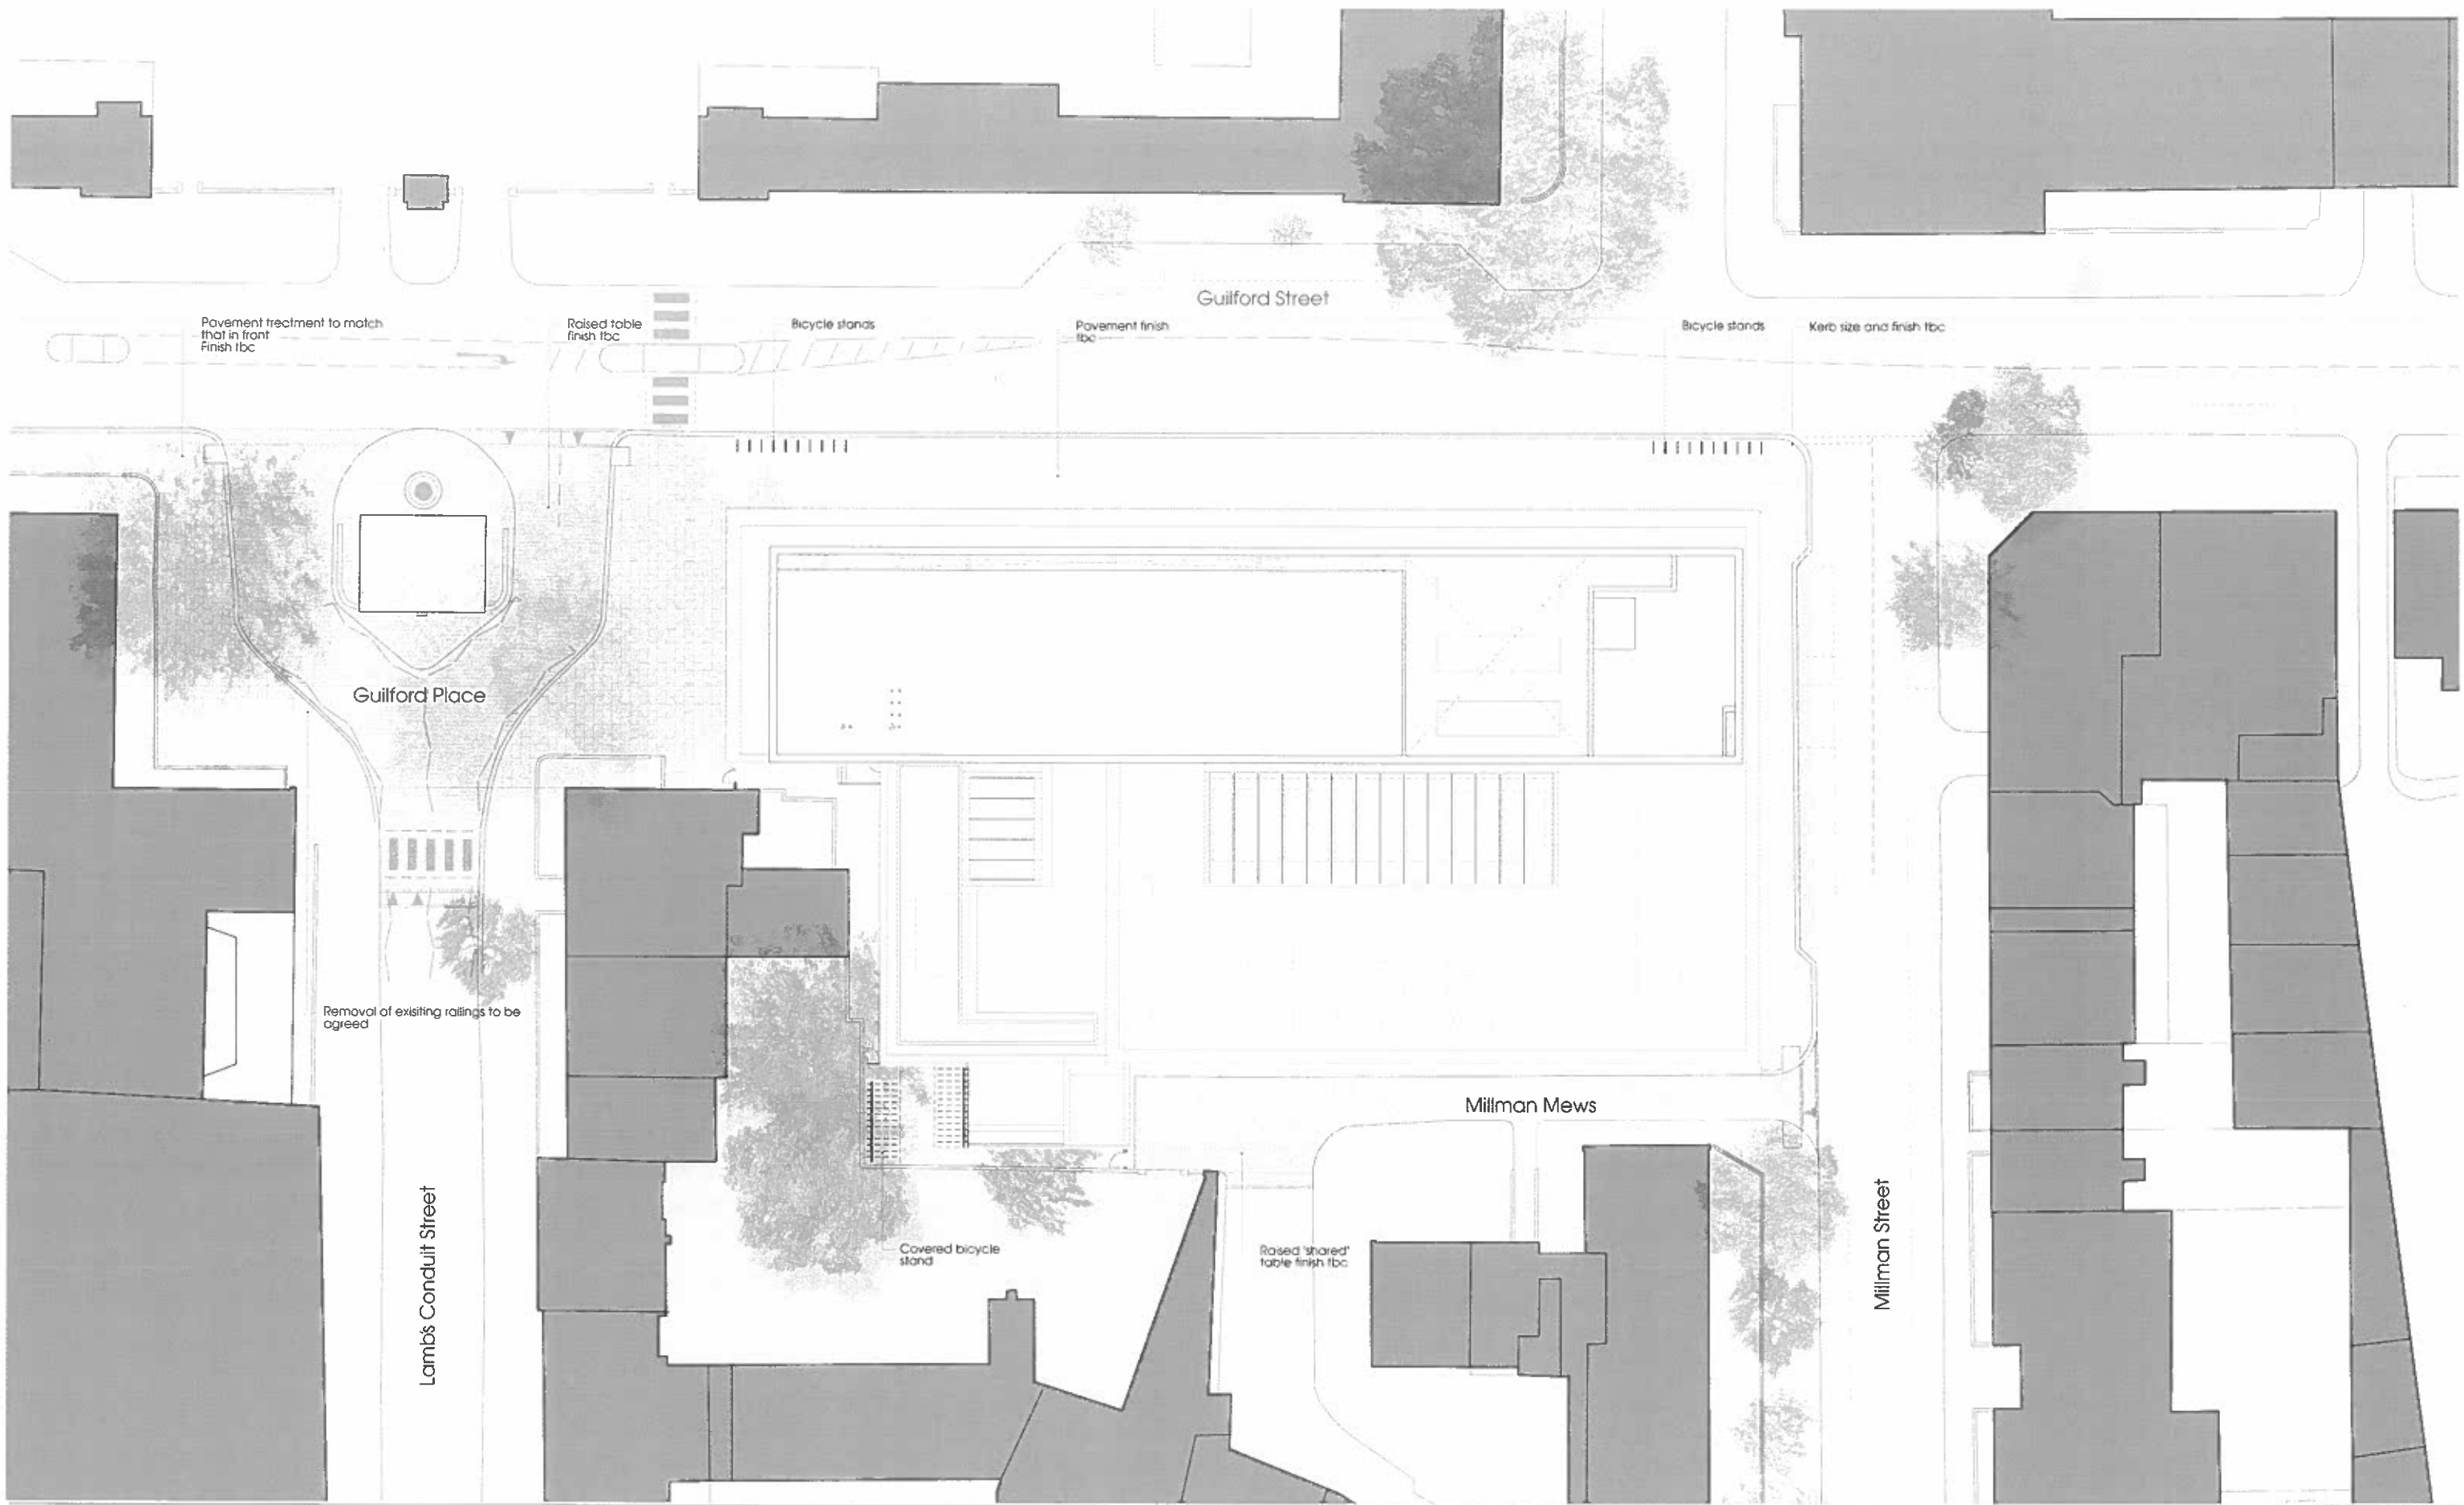 Guilford Street
Pavement treatment to match
that in front
Finish tbc
Raised table
finish tbc
Bicycle stands
Pavement finish
tbc
Bicycle stands
Kerb size and finish tbc
Guilford Place
Removal of exisiting railings to be
agreed
Millman Mews
Lamb's Conduit Street
Covered bicycle
stand
Raised 'shared'
table finish tbc
Millman Street